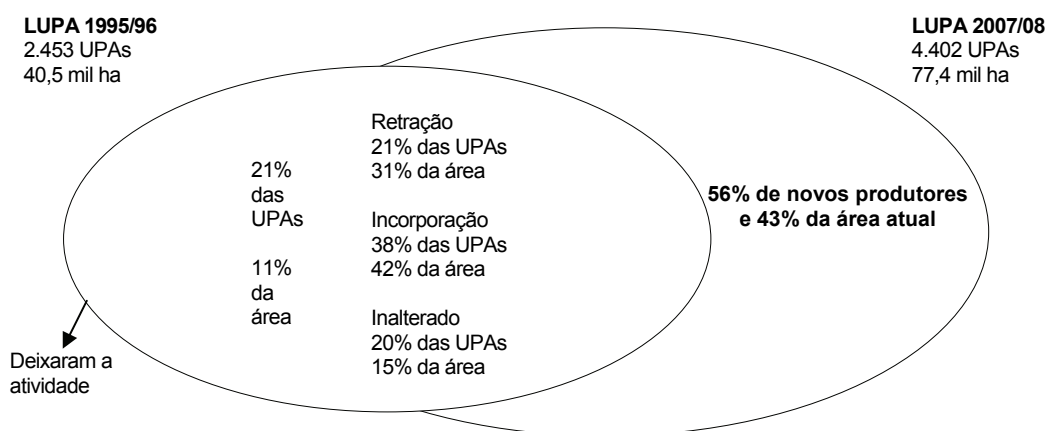 LUPA 1995/96
2.453 UPAs
40,5 mil ha
LUPA 2007/08
4.402 UPAs
77,4 mil ha
21%
das
UPAs
11%
da
área
Retração
21% das UPAs
31% da área
Incorporação
38% das UPAs
42% da área
Inalterado
20% das UPAs
15% da área
56% de novos produtores
e 43% da área atual
Deixaram a
atividade